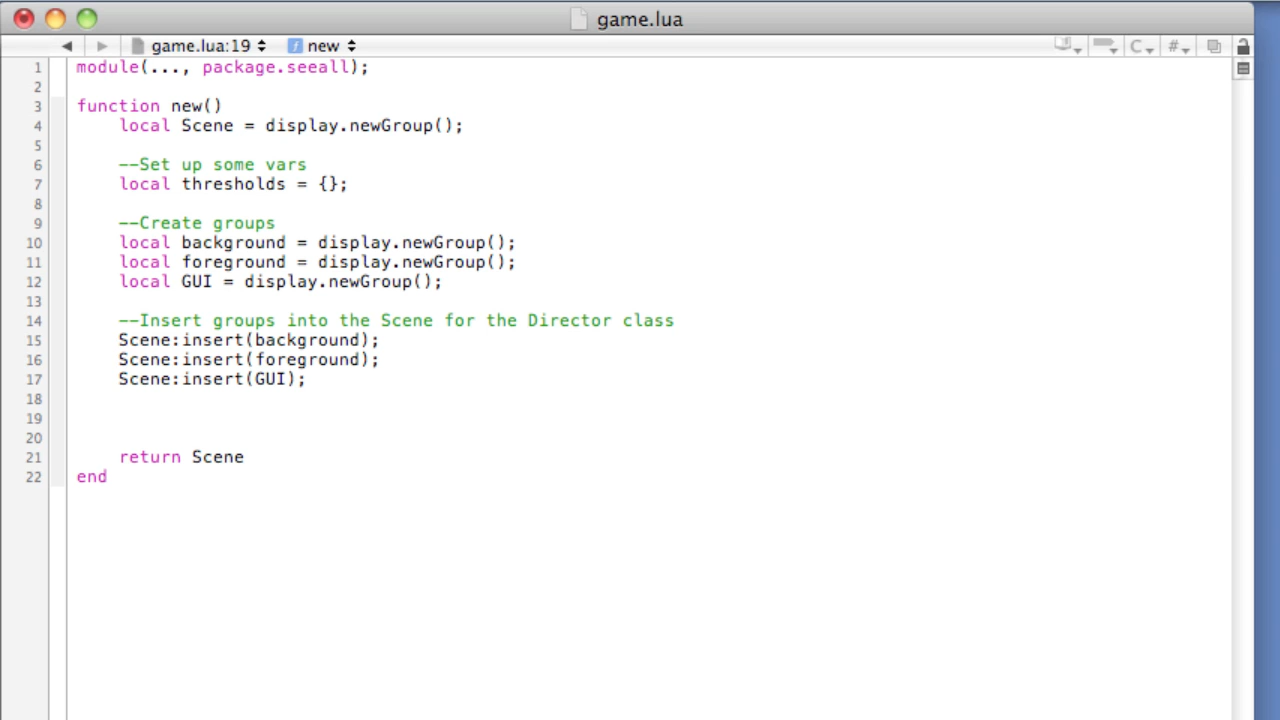 game.lua
game.lua:19 f new
C #
1 module(..., package.seeall);
2
3 function new()
4 local Scene = display.newGroup();
5
6 --Set up some vars
7 local thresholds = {};
8
9 --Create groups
10 local background = display.newGroup();
11 local foreground = display.newGroup();
12 local GUI = display.newGroup();
13
14 --Insert groups into the Scene for the Director class
15 Scene:insert(background);
16 Scene:insert(foreground);
17 Scene:insert(GUI);
18
19
20
21 return Scene
22 end